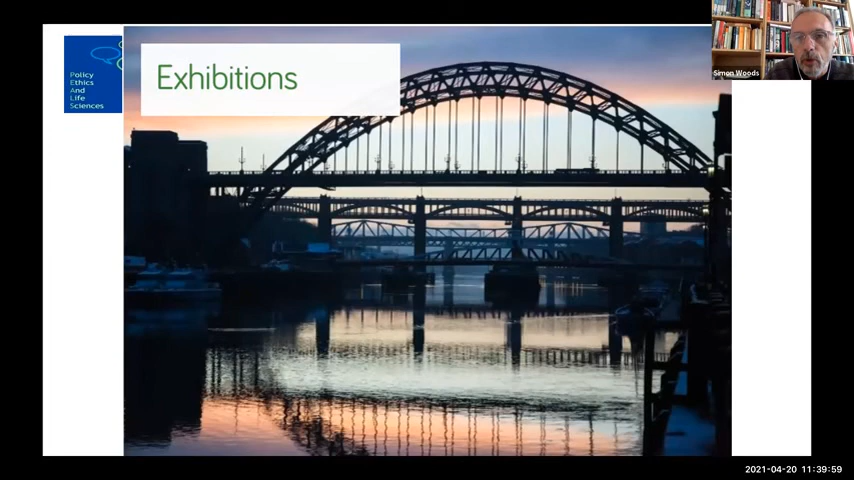 Exhibitions
Policy
Ethics
And
Life
Sciences
Simon Woods
2021-04-20 11:39:59